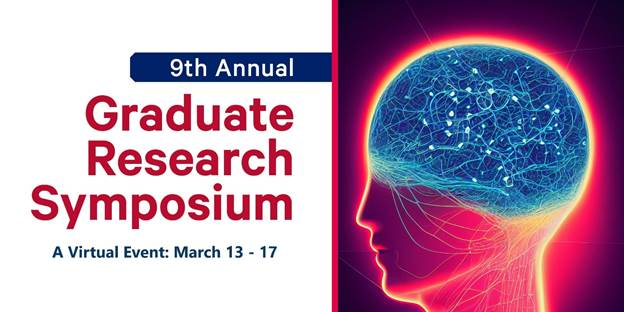 9th Annual
Graduate
Research
Symposium
A Virtual Event: March 13 - 17